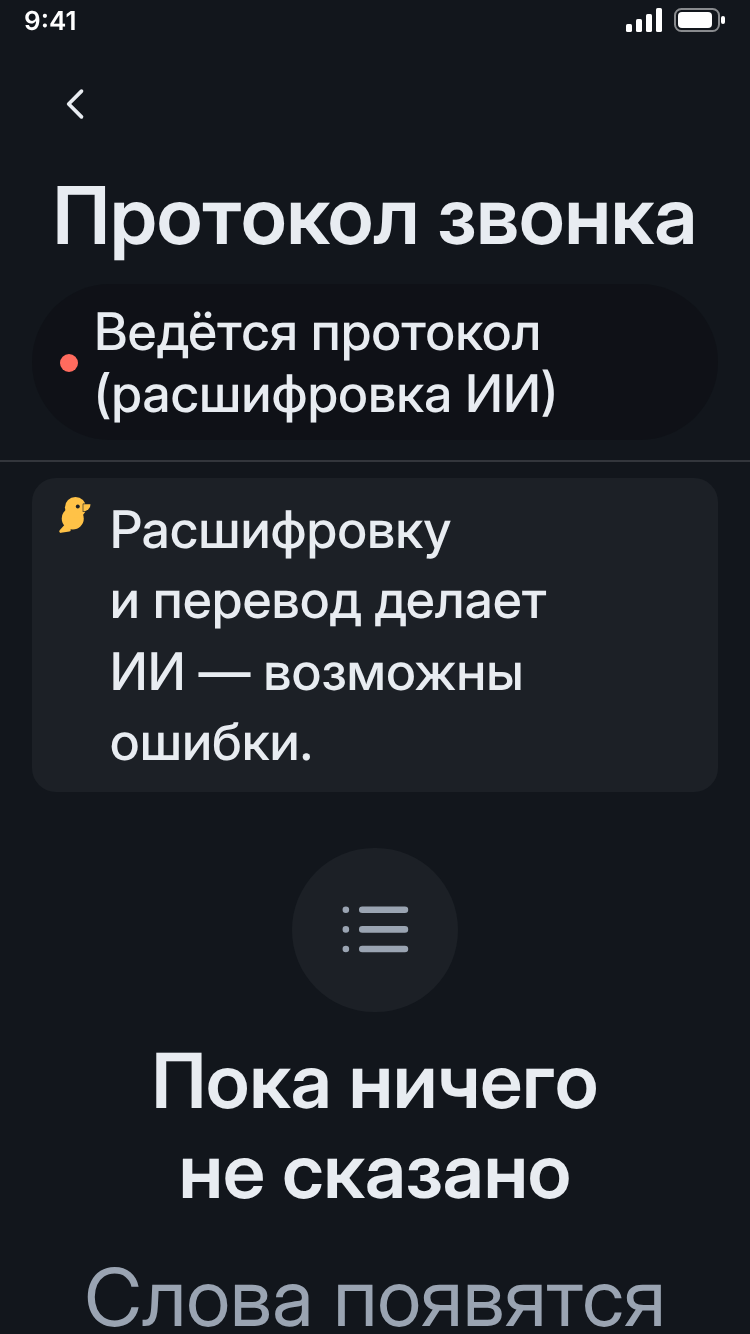 9:41
Протокол звонка
Ведётся протокол
(расшифровка ИИ)
Расшифровку
и перевод делает
ИИ — возможны
ошибки.
Пока ничего
не сказано
Слова появятся